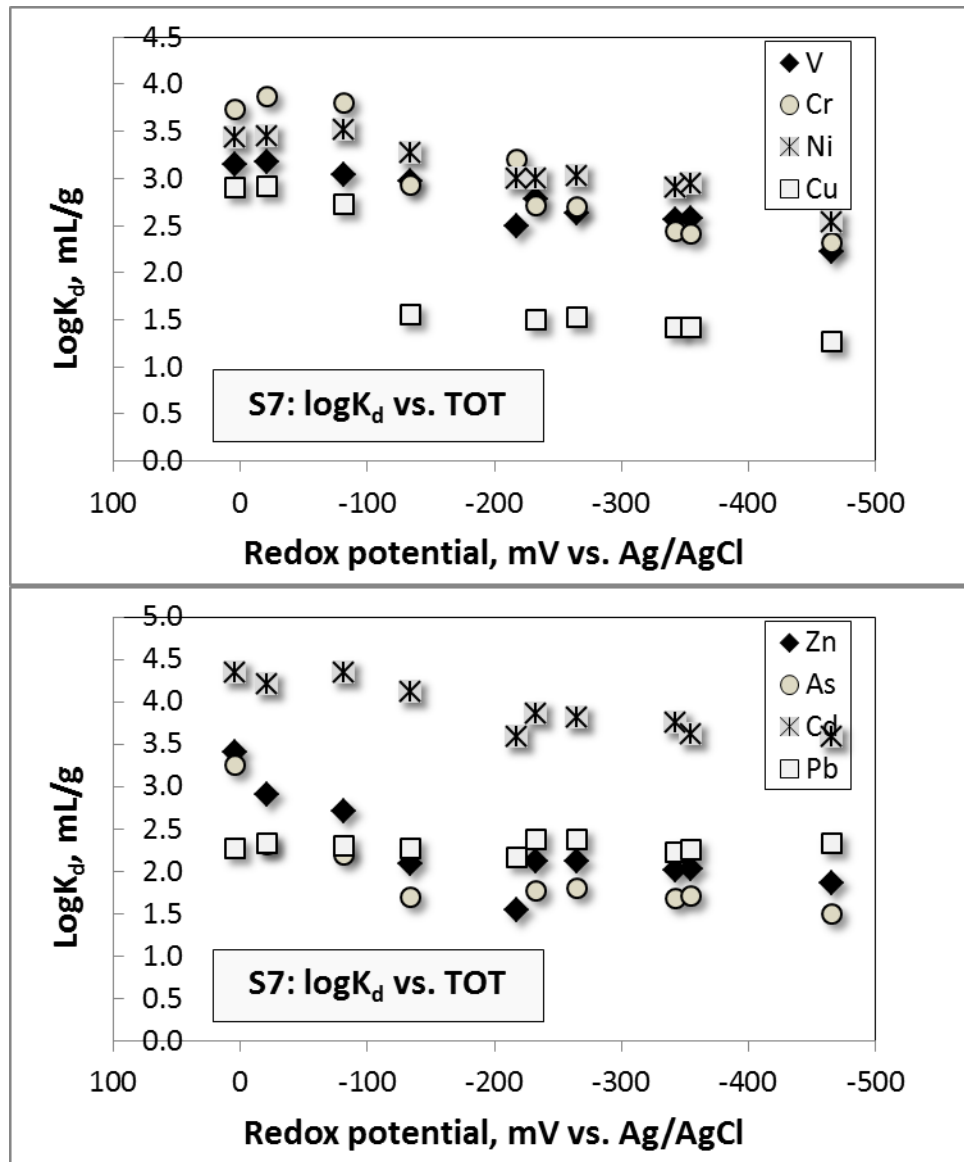 4.5
4.0
3.5
3.0
2.5
2.0
1.5
1.0
0.5
0.0
LogKd, mL/g
V
Cr
Ni
Cu
S7: logKd vs. TOT
100 0 -100 -200 -300 -400 -500
Redox potential, mV vs. Ag/AgCl
5.0
4.5
4.0
3.5
3.0
2.5
2.0
1.5
1.0
0.5
0.0
LogKd, mL/g
Zn
As
Cd
Pb
S7: logKd vs. TOT
100 0 -100 -200 -300 -400 -500
Redox potential, mV vs. Ag/AgCl